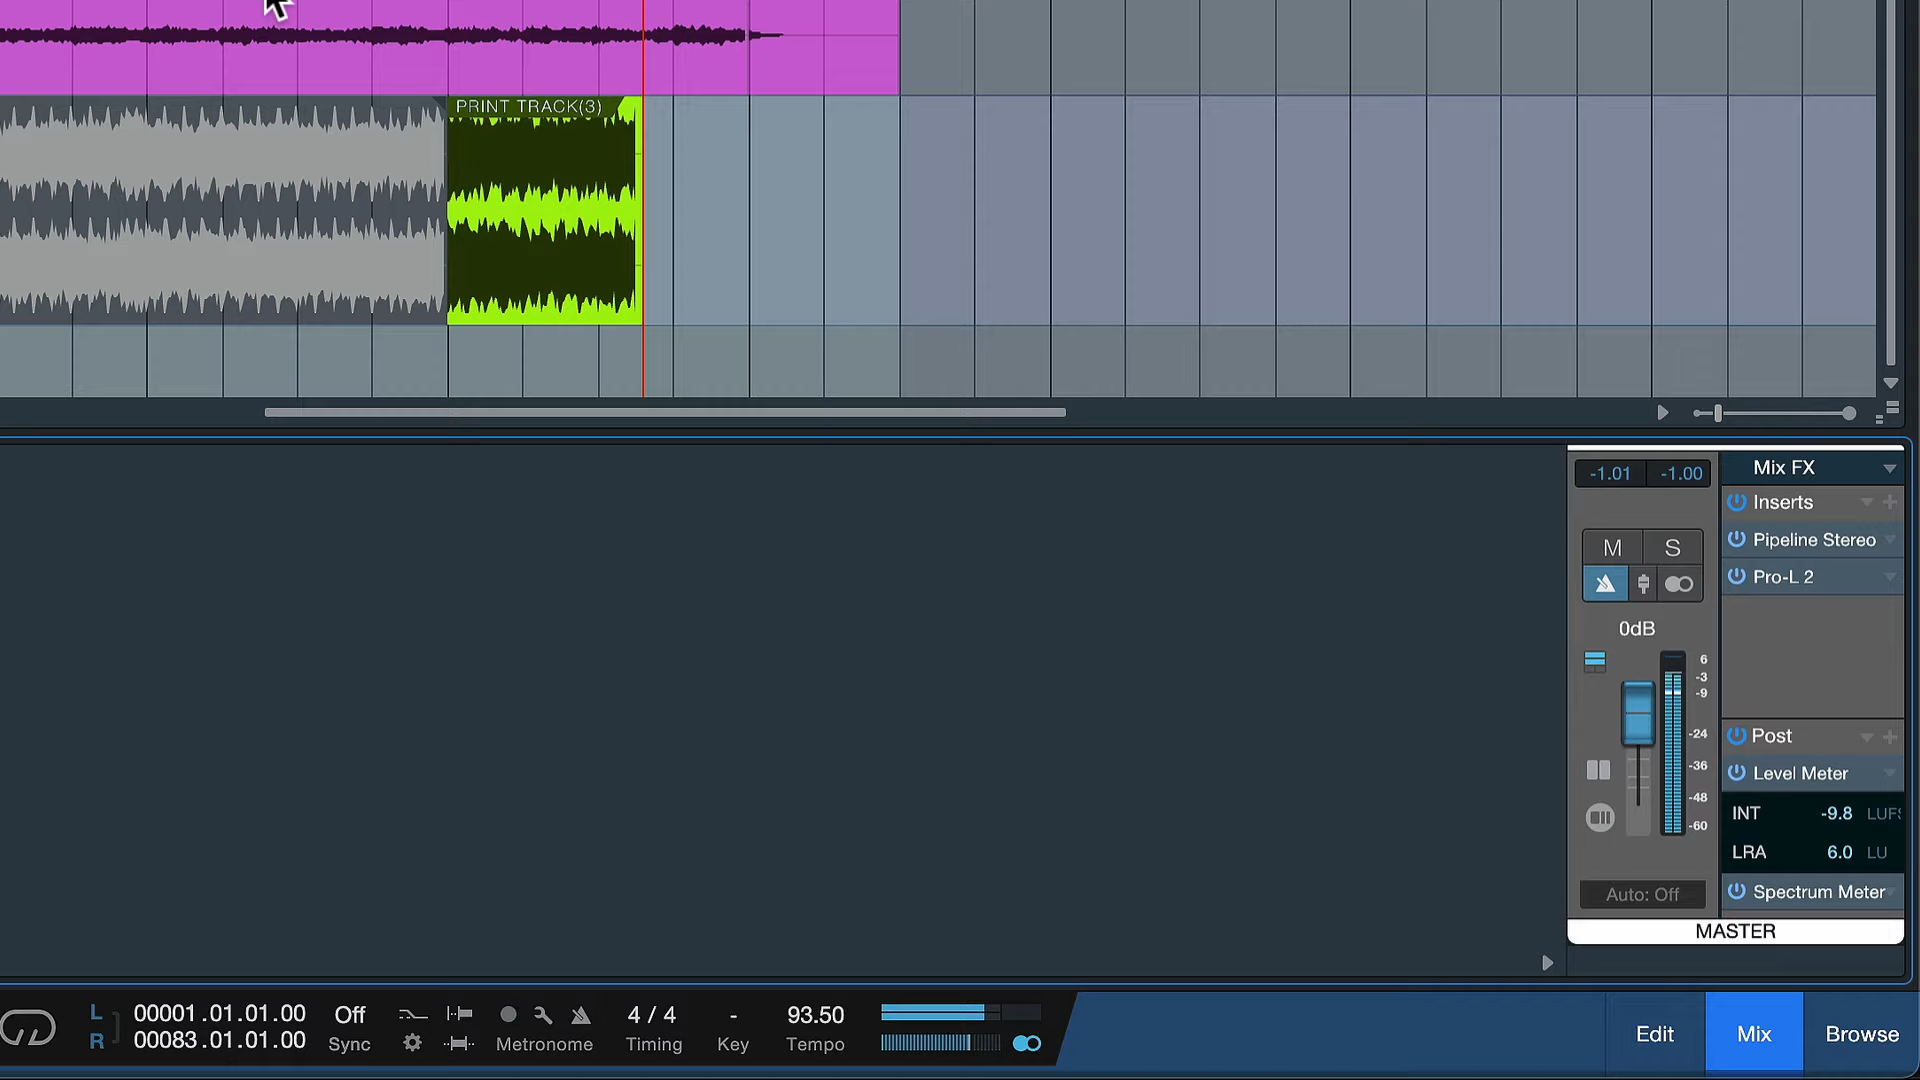 PRINT TRACK(3)
-1.01 -1.00
Mix FX
Inserts
M S
Pipeline Stereo
Pro-L 2
0dB
6
-3
-9
-24
-36
-48
-60
Post
Level Meter
INT -9.8 LUFS
LRA 6.0 LU
Auto: Off
Spectrum Meter
MASTER
L 00001.01.01.00 Off 4 / 4 - 93.50
R 00083.01.01.00 Sync Metronome Timing Key Tempo
Edit Mix Browse